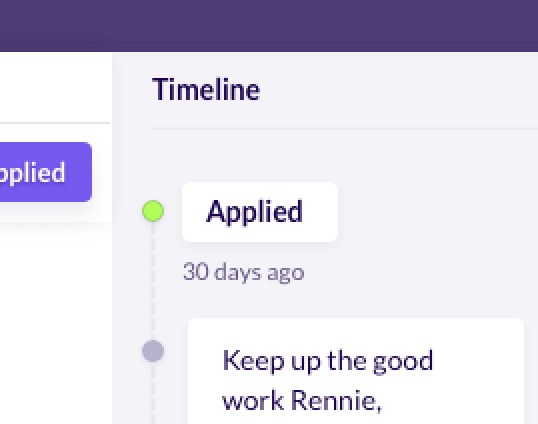 Timeline
pplied
Applied
30 days ago
Keep up the good
work Rennie,